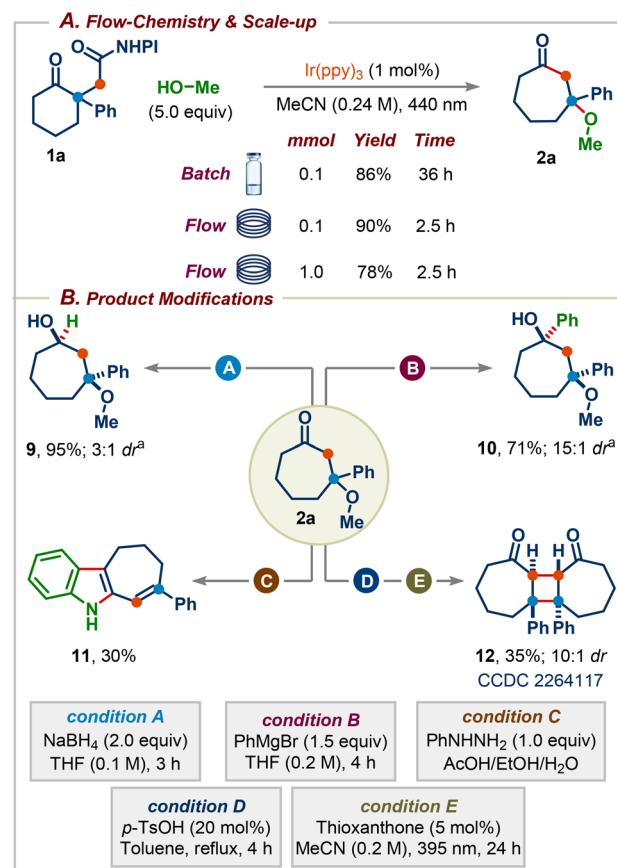 A. Flow-Chemistry & Scale-up
O
NHPI
O
Ph
1a
HO–Me
(5.0 equiv)
Ir(ppy)3 (1 mol%)
MeCN (0.24 M), 440 nm
O
Ph
O
Me
2a
mmol Yield Time
Batch 0.1 86% 36 h
Flow 0.1 90% 2.5 h
Flow 1.0 78% 2.5 h
B. Product Modifications
HO H
Ph
O
Me
9, 95%; 3:1 drᵃ
A
B
HO Ph
Ph
O
Me
10, 71%; 15:1 drᵃ
O
Ph
O
Me
2a
C
D
E
N
H
Ph
11, 30%
O H H O
Ph Ph
12, 35%; 10:1 dr
CCDC 2264117
condition A
NaBH4 (2.0 equiv)
THF (0.1 M), 3 h
condition B
PhMgBr (1.5 equiv)
THF (0.2 M), 4 h
condition C
PhNHNH2 (1.0 equiv)
AcOH/EtOH/H2O
condition D
p-TsOH (20 mol%)
Toluene, reflux, 4 h
condition E
Thioxanthone (5 mol%)
MeCN (0.2 M), 395 nm, 24 h